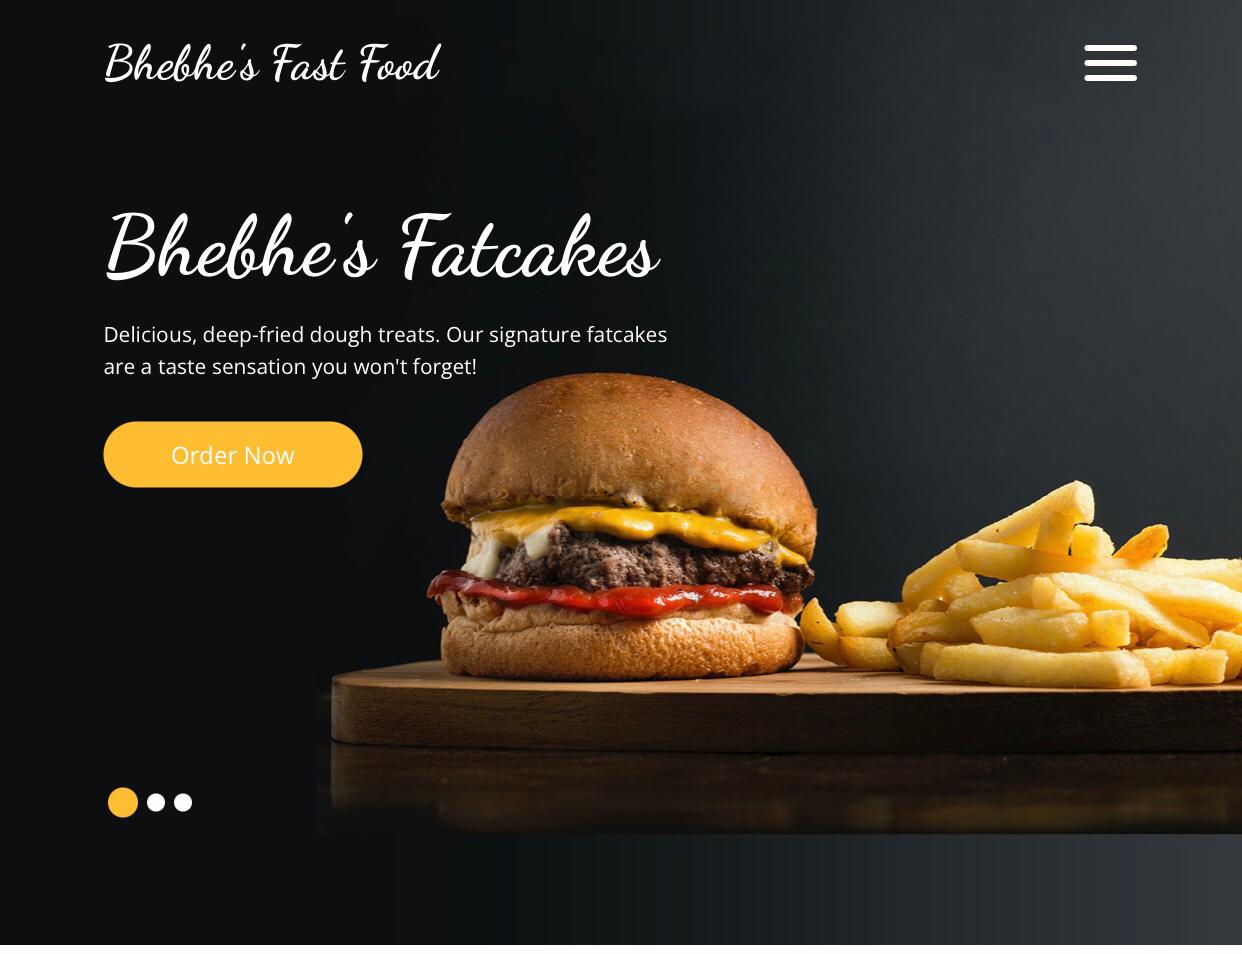 Bhebhe's Fast Food
Bhebhe's Fatcakes
Delicious, deep-fried dough treats. Our signature fatcakes
are a taste sensation you won't forget!
Order Now